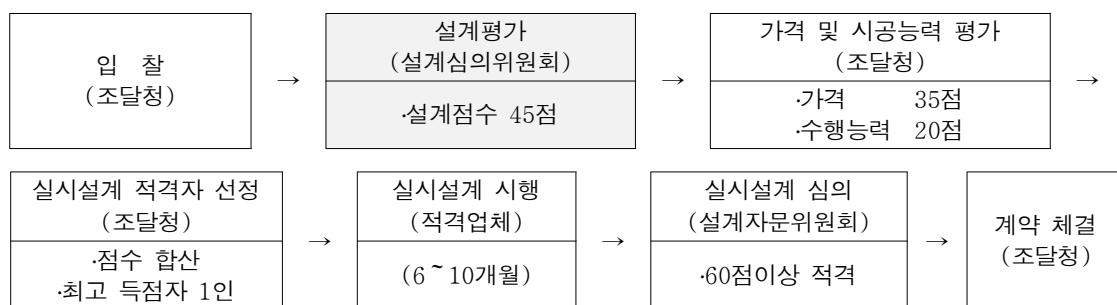 입 찰
(조달청)
→
설계평가
(설계심의위원회)
·설계점수 45점
→
가격 및 시공능력 평가
(조달청)
·가격 35점
·수행능력 20점
→
실시설계 적격자 선정
(조달청)
·점수 합산
·최고 득점자 1인
→
실시설계 시행
(적격업체)
(6~10개월)
→
실시설계 심의
(설계자문위원회)
·60점이상 적격
→
계약 체결
(조달청)